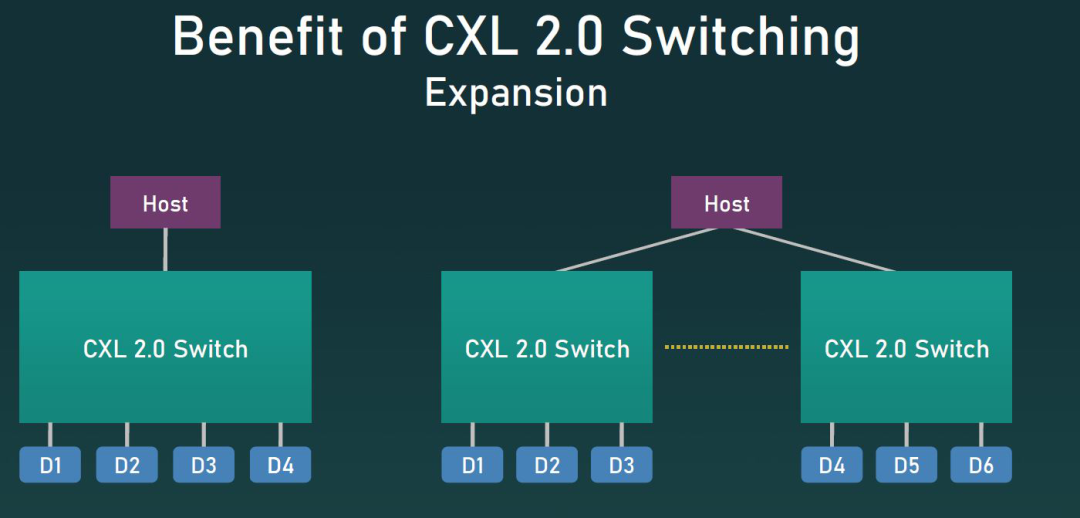 Benefit of CXL 2.0 Switching
Expansion
Host
CXL 2.0 Switch
D1 D2 D3 D4
Host
CXL 2.0 Switch CXL 2.0 Switch
D1 D2 D3 D4 D5 D6